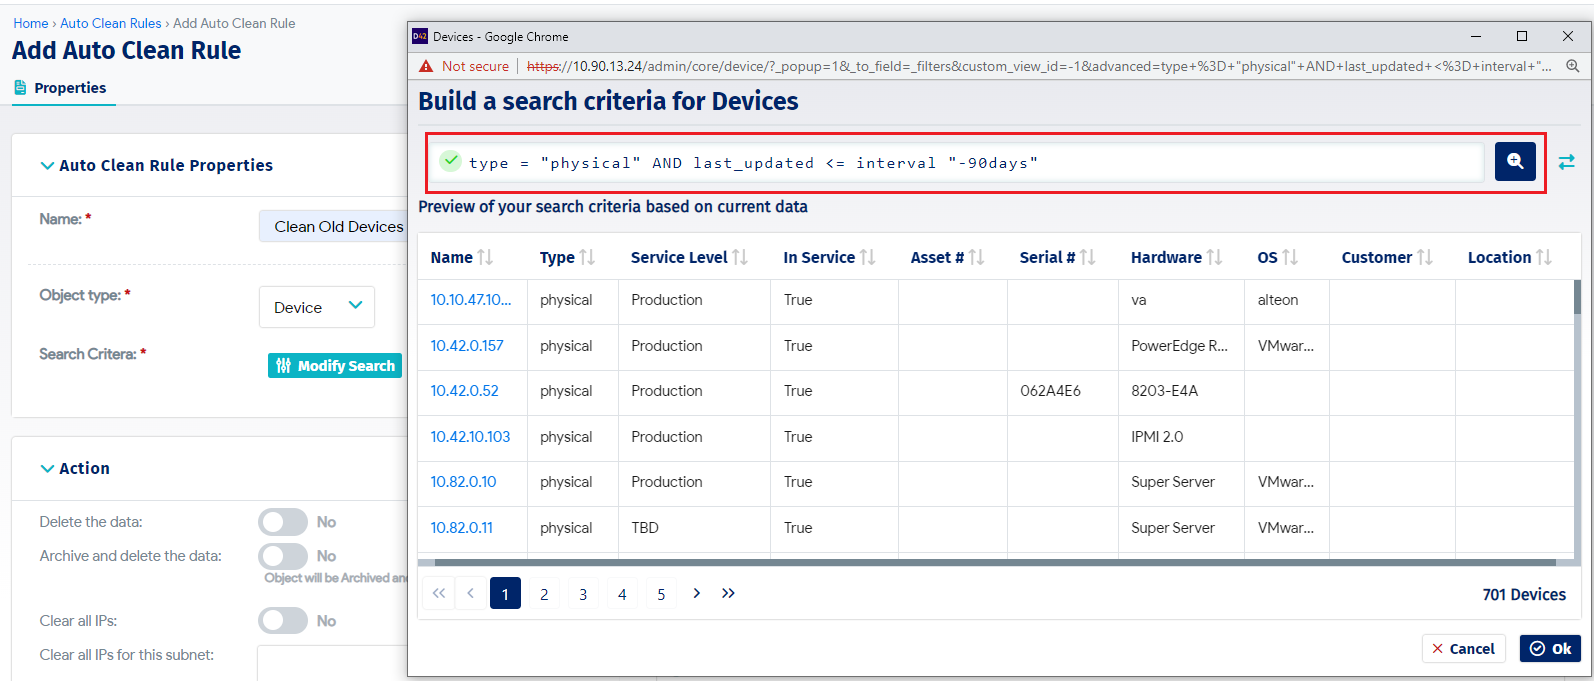 Home › Auto Clean Rules › Add Auto Clean Rule
Add Auto Clean Rule
Properties
Auto Clean Rule Properties
Name: *
Clean Old Devices
Object type: *
Device
Search Critera: *
Modify Search
Action
Delete the data:
No
Archive and delete the data:
No
Object will be Archived and
Clear all IPs:
No
Clear all IPs for this subnet:
D42 Devices - Google Chrome
Not secure | https://10.90.13.24/admin/core/device/?_popup=1&_to_field=_filters&custom_view_id=-1&advanced=type+%3D+"physical"+AND+last_updated+<%3D+interval+"...
Build a search criteria for Devices
type = "physical" AND last_updated <= interval "-90days"
Preview of your search criteria based on current data
Name Type Service Level In Service Asset # Serial # Hardware OS Customer Location
10.10.47.10... physical Production True va alteon
10.42.0.157 physical Production True PowerEdge R... VMwar...
10.42.0.52 physical Production True 062A4E6 8203-E4A
10.42.10.103 physical Production True IPMI 2.0
10.82.0.10 physical Production True Super Server VMwar...
10.82.0.11 physical TBD True Super Server VMwar...
« ‹ 1 2 3 4 5 › »
701 Devices
Cancel
Ok